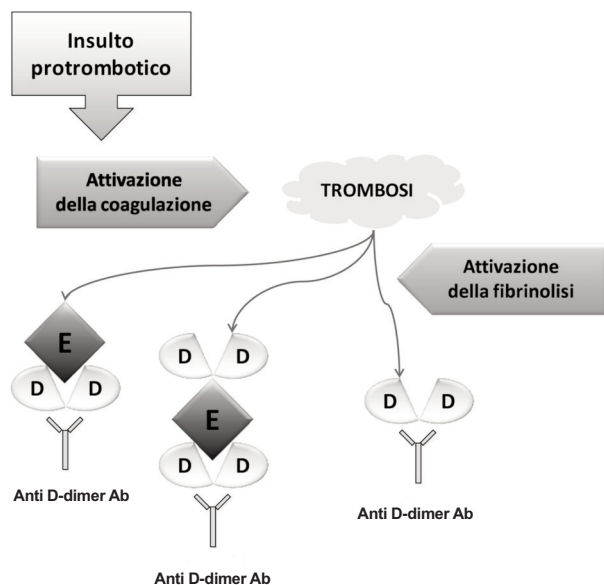 Insulto
protrombotico
Attivazione
della coagulazione
TROMBOSI
Attivazione
della fibrinolisi
E
D D
D D
E
D D
D D
Anti D-dimer Ab
Anti D-dimer Ab
Anti D-dimer Ab